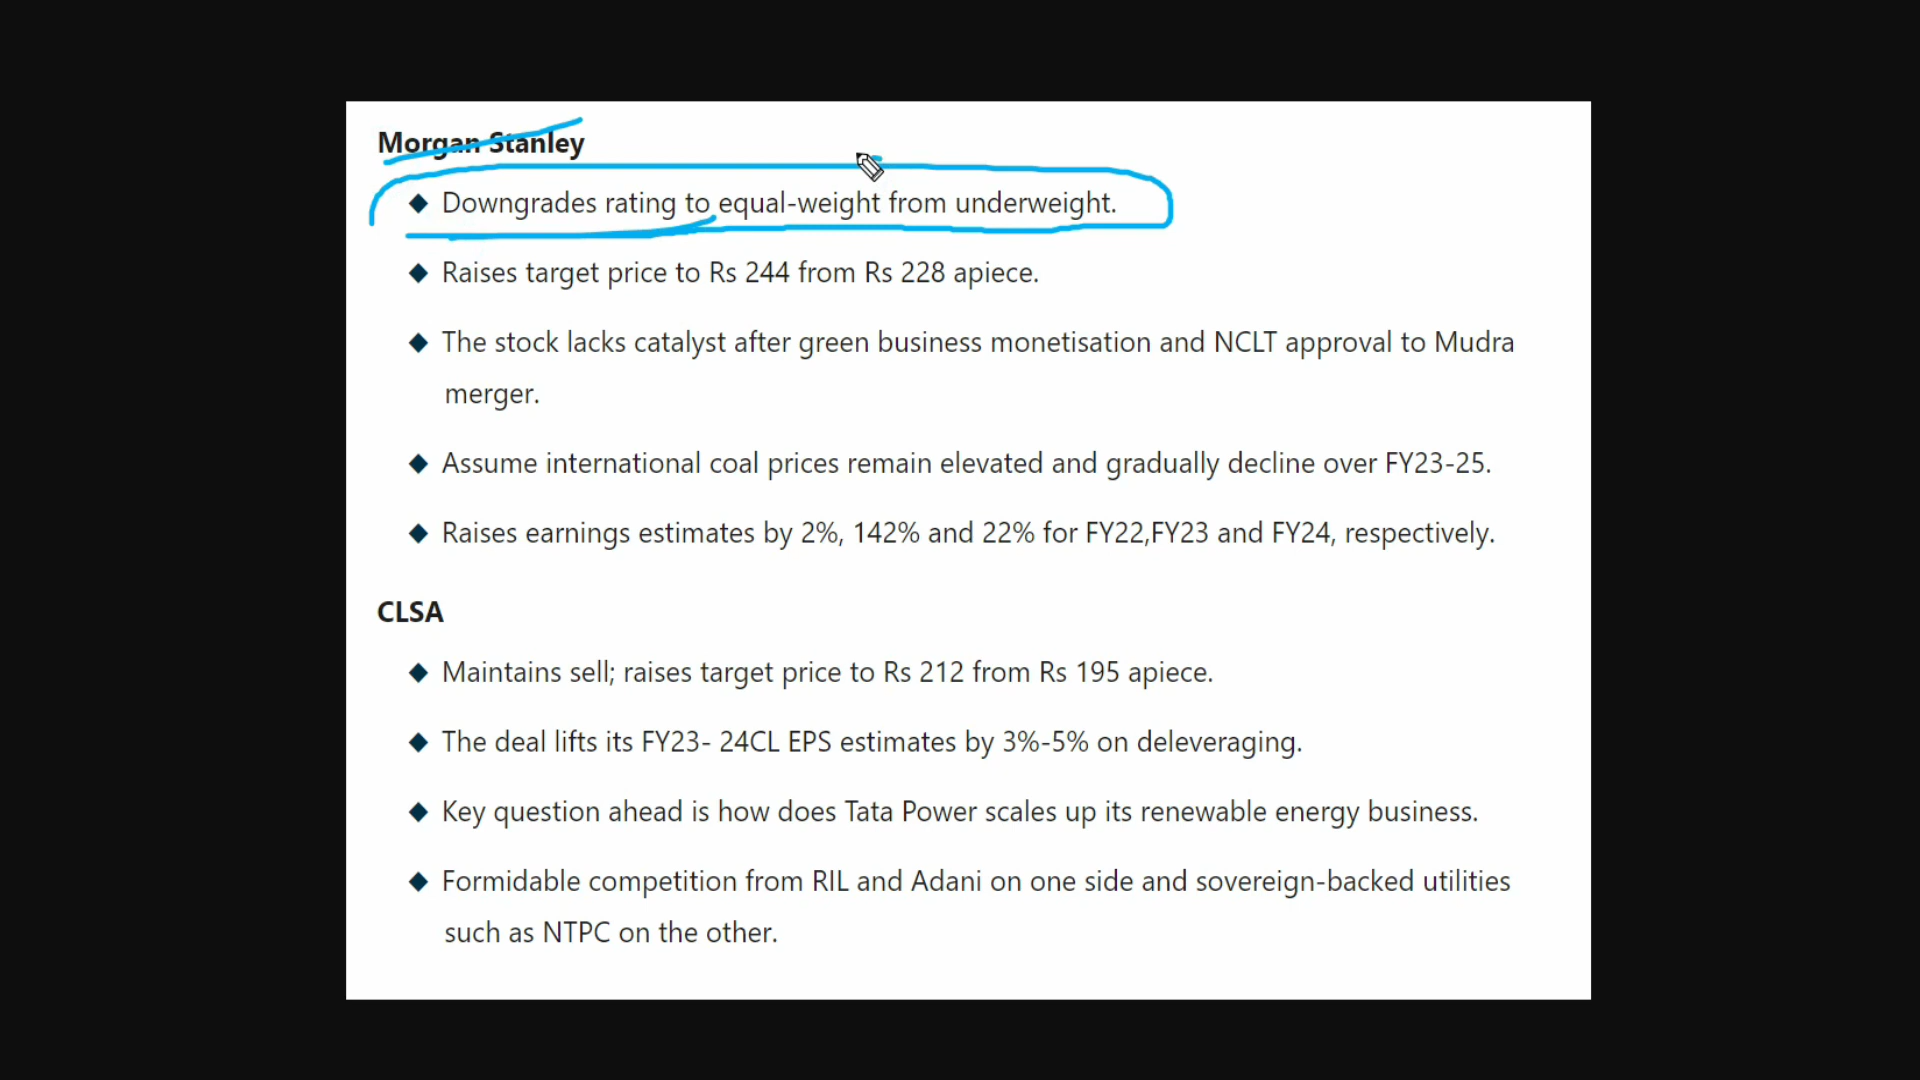 Morgan Stanley
◆ Downgrades rating to equal-weight from underweight.
◆ Raises target price to Rs 244 from Rs 228 apiece.
◆ The stock lacks catalyst after green business monetisation and NCLT approval to Mudra
merger.
◆ Assume international coal prices remain elevated and gradually decline over FY23-25.
◆ Raises earnings estimates by 2%, 142% and 22% for FY22,FY23 and FY24, respectively.
CLSA
◆ Maintains sell; raises target price to Rs 212 from Rs 195 apiece.
◆ The deal lifts its FY23- 24CL EPS estimates by 3%-5% on deleveraging.
◆ Key question ahead is how does Tata Power scales up its renewable energy business.
◆ Formidable competition from RIL and Adani on one side and sovereign-backed utilities
such as NTPC on the other.